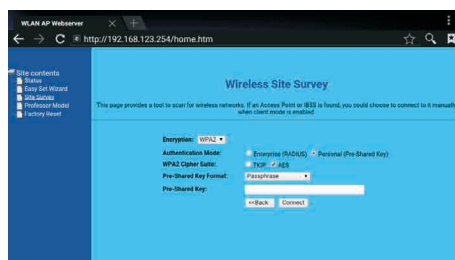 WLAN AP Webserver
http://192.168.123.254/home.htm
Site contents
Status
Easy Set Wizard
Site Survey
Professor Model
Factory Reset
Wireless Site Survey
This page provides a tool to scan for wireless networks. If an Access Point or IBSS is found, you could choose to connect to it manually
when client mode is enabled.
Encryption: WPA2
Authentication Mode: Enterprise (RADIUS) Personal (Pre-Shared Key)
WPA2 Cipher Suite: TKIP AES
Pre-Shared Key Format: Passphrase
Pre-Shared Key:
<<Back Connect